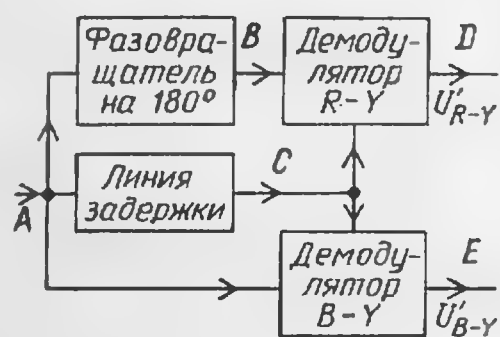 Фазовра-
щатель
на 180°
B
Демоду-
лятор
R-Y
D
U'R-Y
A
Линия
задержки
C
Демоду-
лятор
B-Y
E
U'B-Y